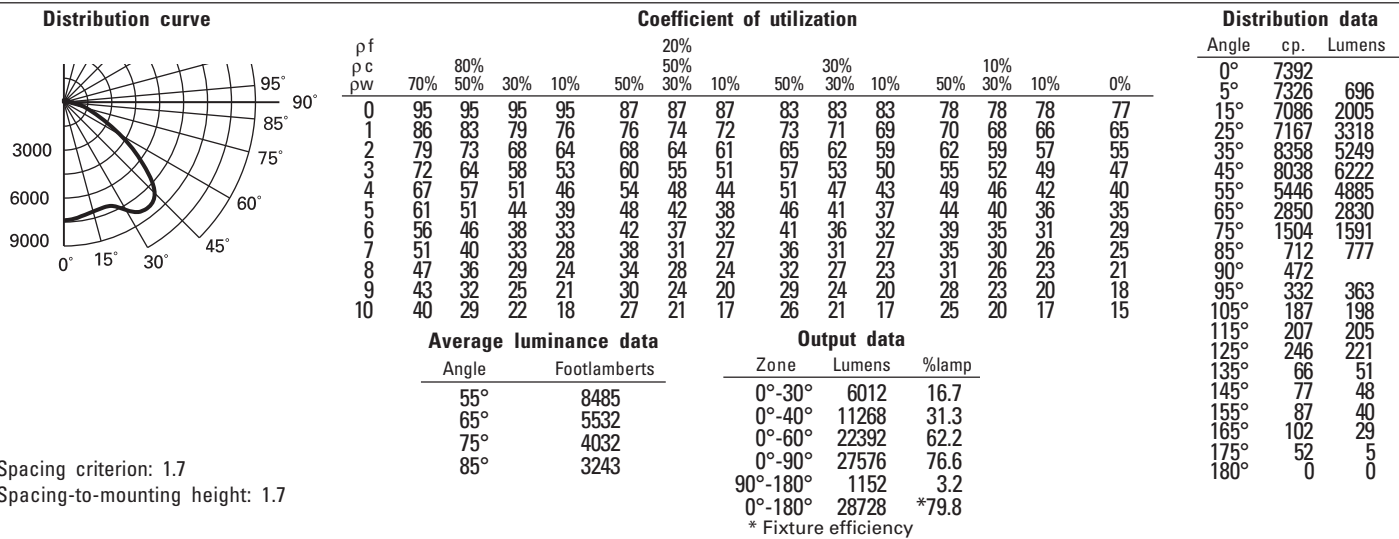 Distribution curve
95°
90°
85°
75°
60°
45°
30°
15°
0°
3000
6000
9000
Spacing criterion: 1.7
Spacing-to-mounting height: 1.7
Coefficient of utilization
ρf 20%
ρc 80% 50% 30% 10%
ρw 70% 50% 30% 10% 50% 30% 10% 50% 30% 10% 50% 30% 10% 0%
0 95 95 95 95 87 87 87 83 83 83 78 78 78 77
1 86 83 79 76 76 74 72 73 71 69 70 68 66 65
2 79 73 68 64 68 64 61 65 62 59 62 59 57 55
3 72 64 58 53 60 55 51 57 53 50 55 52 49 47
4 67 57 51 46 54 48 44 51 47 43 49 46 42 40
5 61 51 44 39 48 42 38 46 41 37 44 40 36 35
6 56 46 38 33 42 37 32 41 36 32 39 35 31 29
7 51 40 33 28 38 31 27 36 31 27 35 30 26 25
8 47 36 29 24 34 28 24 32 27 23 31 26 23 21
9 43 32 25 21 30 24 20 29 24 20 28 23 20 18
10 40 29 22 18 27 21 17 26 21 17 25 20 17 15
Average luminance data
Angle Footlamberts
55° 8485
65° 5532
75° 4032
85° 3243
Output data
Zone Lumens %lamp
0°-30° 6012 16.7
0°-40° 11268 31.3
0°-60° 22392 62.2
0°-90° 27576 76.6
90°-180° 1152 3.2
0°-180° 28728 *79.8
* Fixture efficiency
Distribution data
Angle cp. Lumens
0° 7392
5° 7326 696
15° 7086 2005
25° 7167 3318
35° 8358 5249
45° 8038 6222
55° 5446 4885
65° 2850 2830
75° 1504 1591
85° 712 777
90° 472
95° 332 363
105° 187 198
115° 207 205
125° 246 221
135° 66 51
145° 77 48
155° 87 40
165° 102 29
175° 52 5
180° 0 0